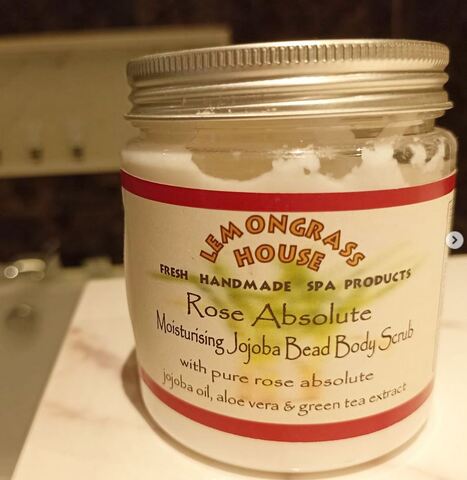 LEMONGRASS
HOUSE
FRESH HANDMADE SPA PRODUCTS
Rose Absolute
Moisturising Jojoba Bead Body Scrub
with pure rose absolute
jojoba oil, aloe vera & green tea extract